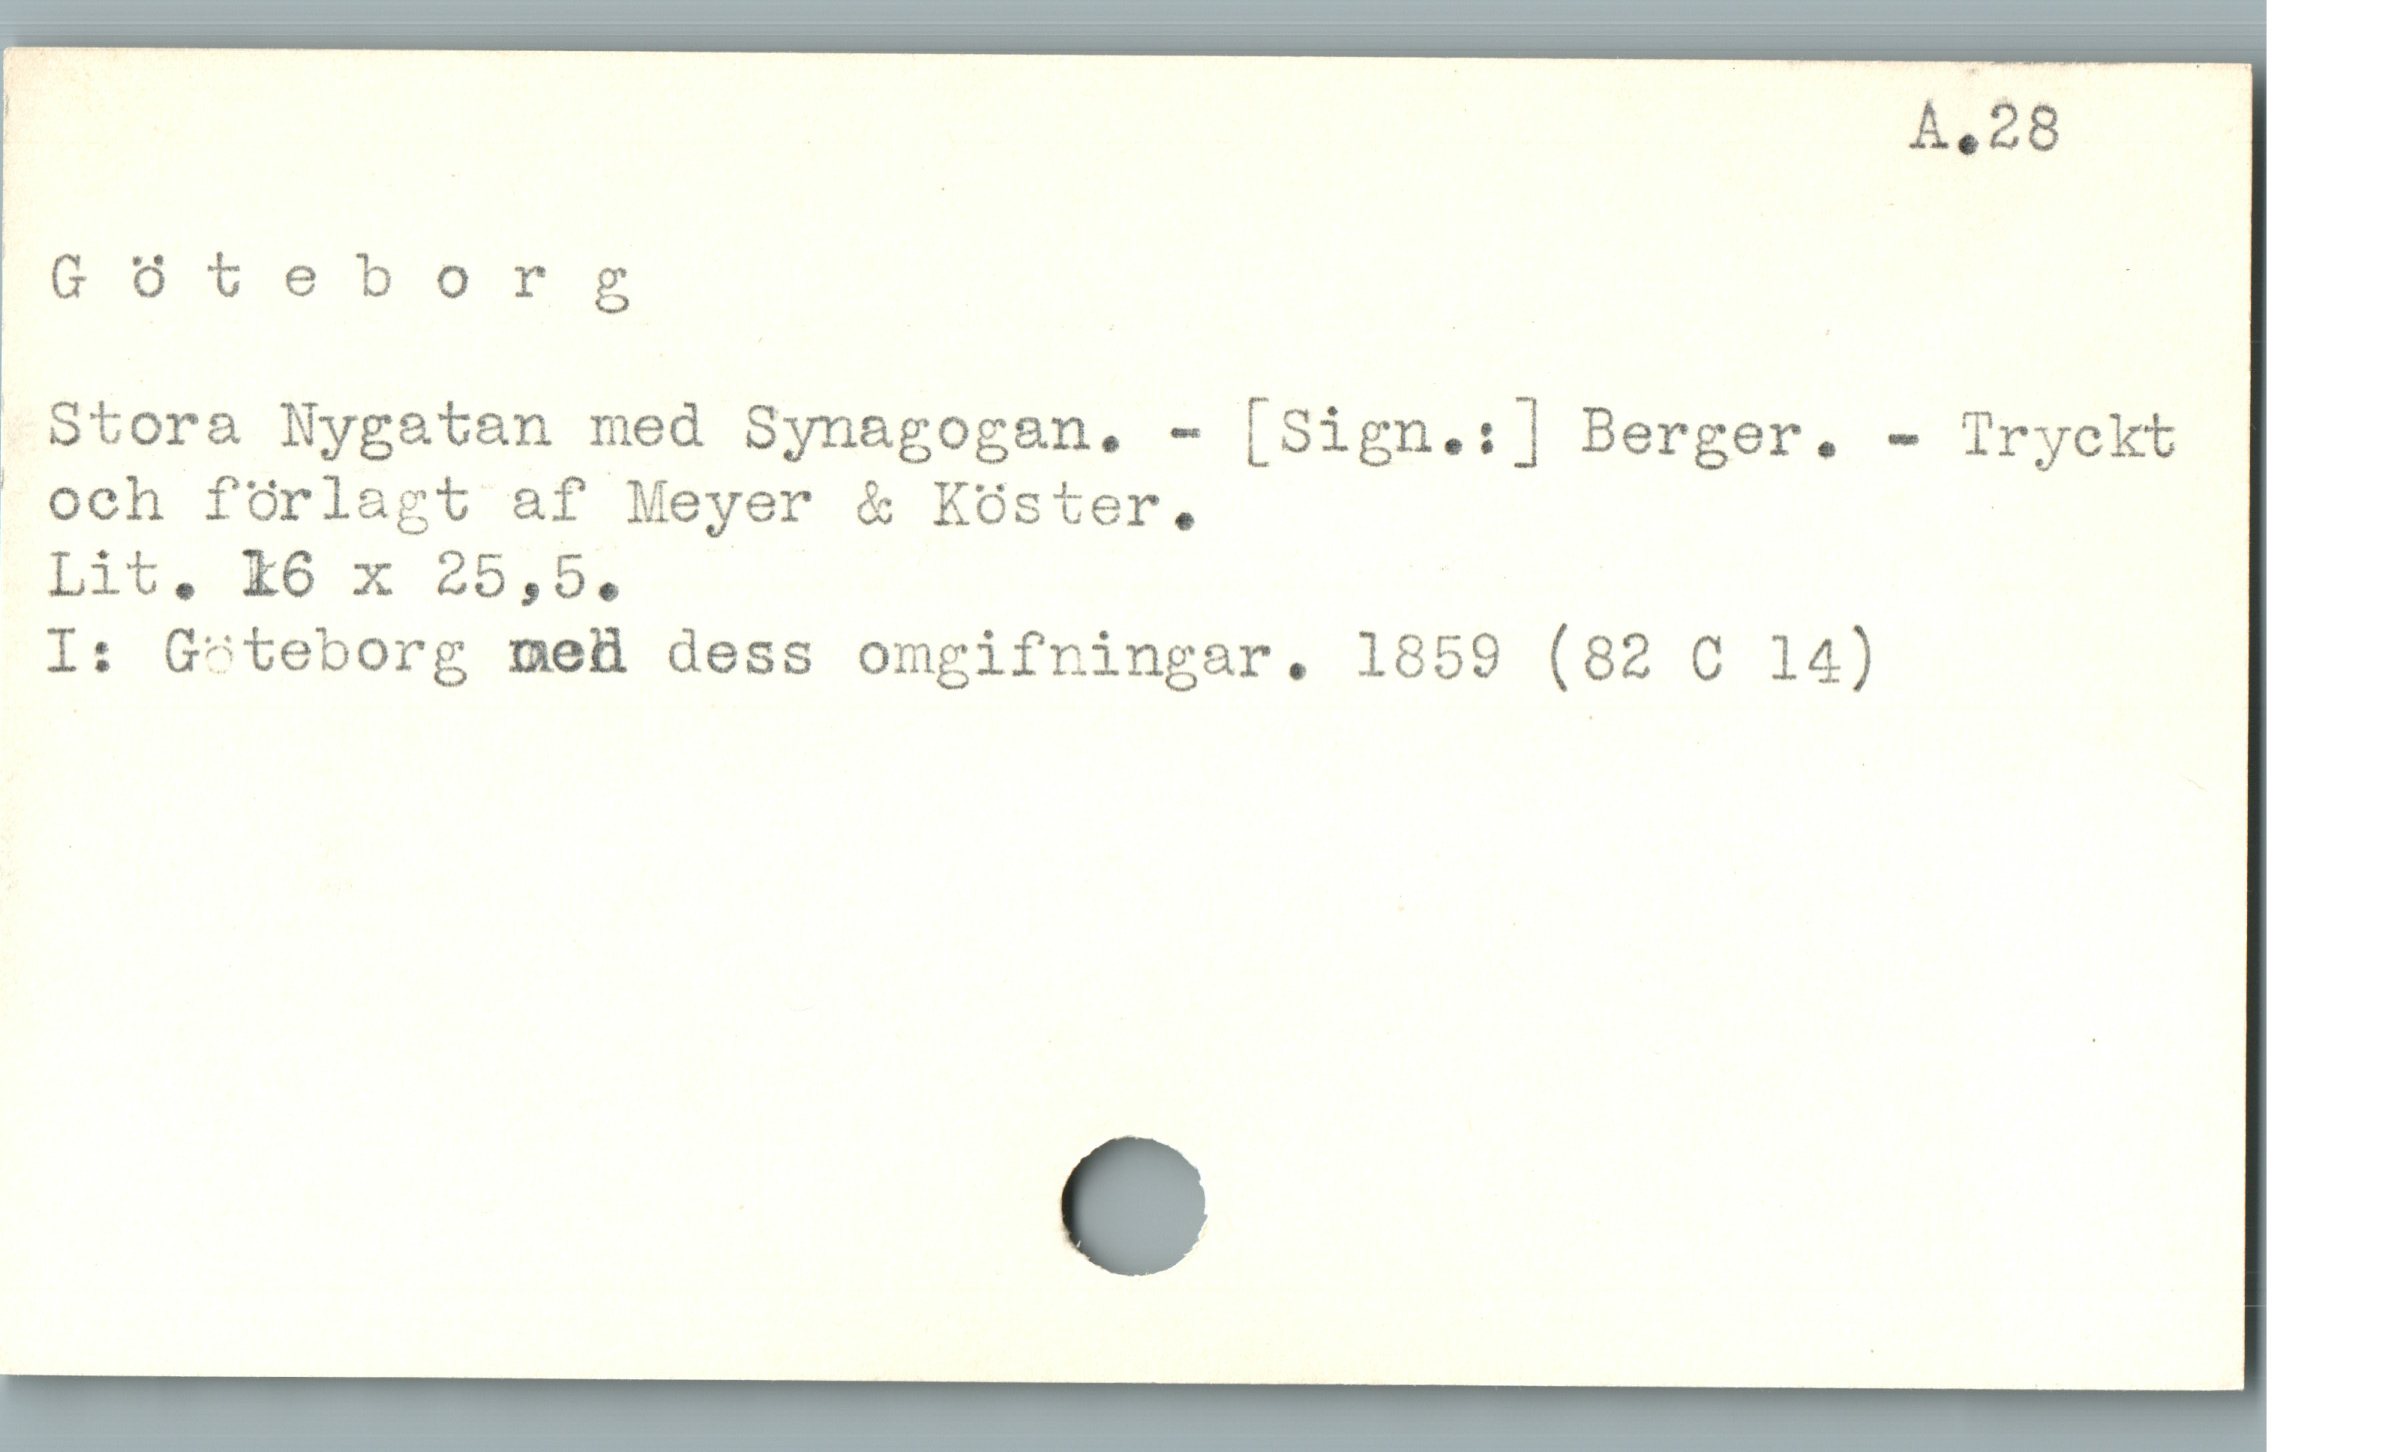 A.28
Göteborg
Stora Nygatan med Synagogan. - [Sign.:] Berger. - Tryckt
och förlagt af Meyer & Köster.
Lit. 16 x 25,5.
I: Göteborg med dess omgifningar. 1859 (82 C 14)